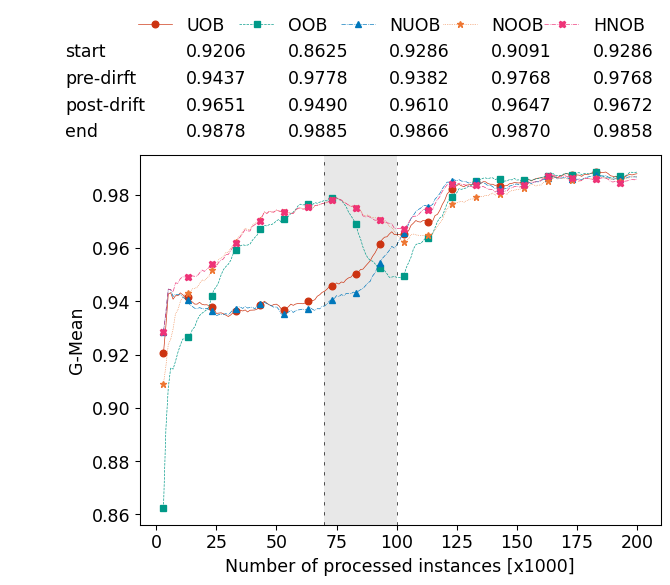 UOB OOB NUOB NOOB HNOB
start 0.9206 0.8625 0.9286 0.9091 0.9286
pre-dirft 0.9437 0.9778 0.9382 0.9768 0.9768
post-drift 0.9651 0.9490 0.9610 0.9647 0.9672
end 0.9878 0.9885 0.9866 0.9870 0.9858
0.98
0.96
0.94
0.92
0.90
0.88
0.86
G-Mean
0 25 50 75 100 125 150 175 200
Number of processed instances [x1000]